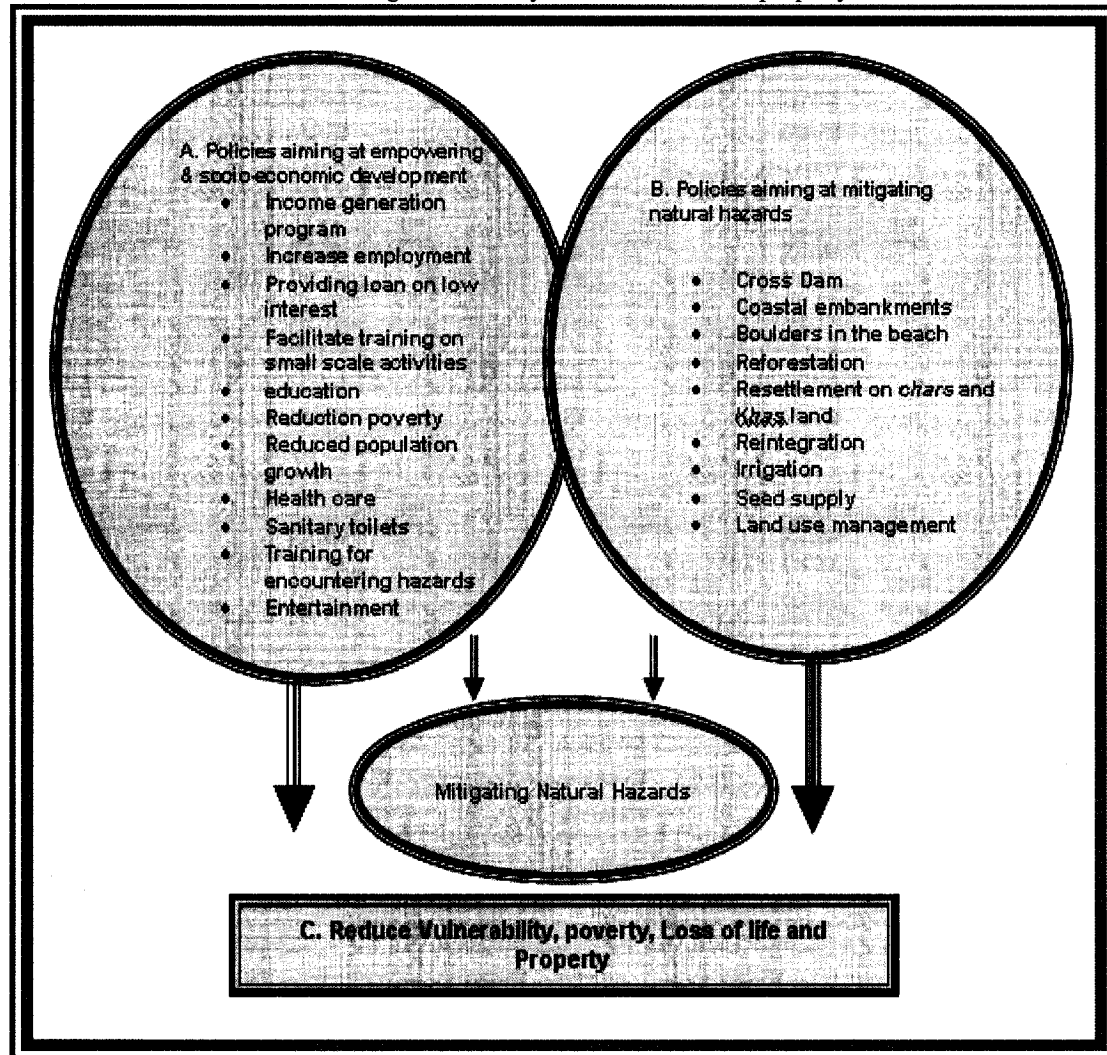 A. Policies aiming at empowering
& socio-economic development
• Income generation
program
• Increase employment
• Providing loan on low
interest
• Facilitate training on
small scale activities
• education
• Reduction poverty
• Reduced population
growth
• Health care
• Sanitary toilets
• Training for
encountering hazards
• Entertainment
B. Policies aiming at mitigating
natural hazards
• Cross Dam
• Coastal embankments
• Boulders in the beach
• Reforestation
• Resettlement on chars and
Khas land
• Reintegration
• Irrigation
• Seed supply
• Land use management
Mitigating Natural Hazards
C. Reduce Vulnerability, poverty, Loss of life and
Property